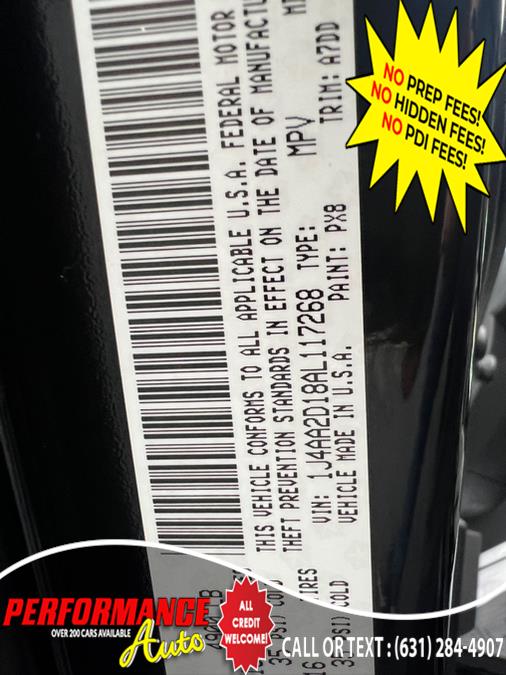 NO PREP FEES!
NO HIDDEN FEES!
NO PDI FEES!
THIS VEHICLE CONFORMS TO ALL APPLICABLE U.S.A. FEDERAL MOTOR
THEFT PREVENTION STANDARDS IN EFFECT ON THE DATE OF MANUFACTU
VIN: 1J4AA2D18AL117268 TYPE: MPV
VEHICLE MADE IN U.S.A. PAINT: PX8 TRIM: A7DD
LB
COLD
COLD
PERFORMANCE
Auto
OVER 200 CARS AVAILABLE
ALL
CREDIT
WELCOME!
CALL OR TEXT : (631) 284-4907